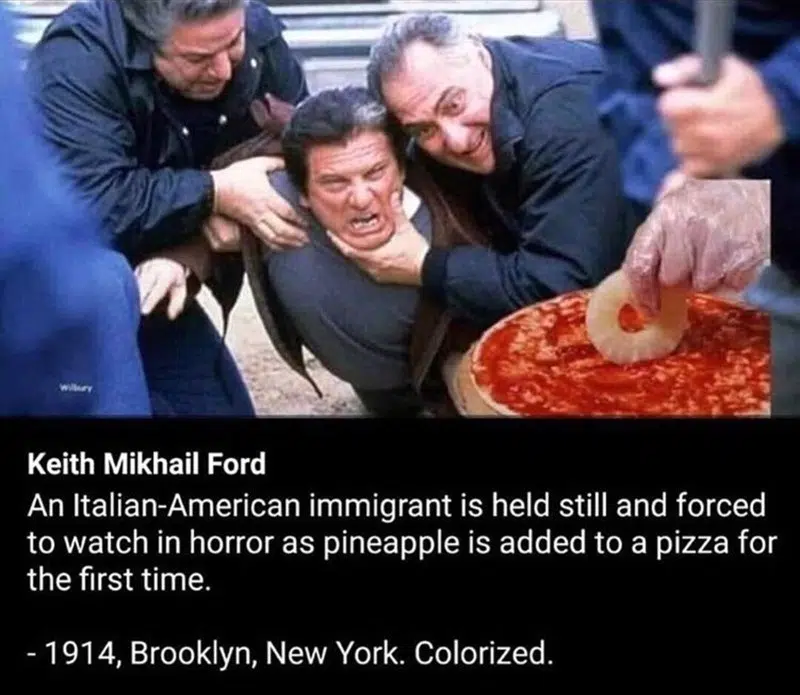 Wilbury
Keith Mikhail Ford
An Italian-American immigrant is held still and forced
to watch in horror as pineapple is added to a pizza for
the first time.
- 1914, Brooklyn, New York. Colorized.